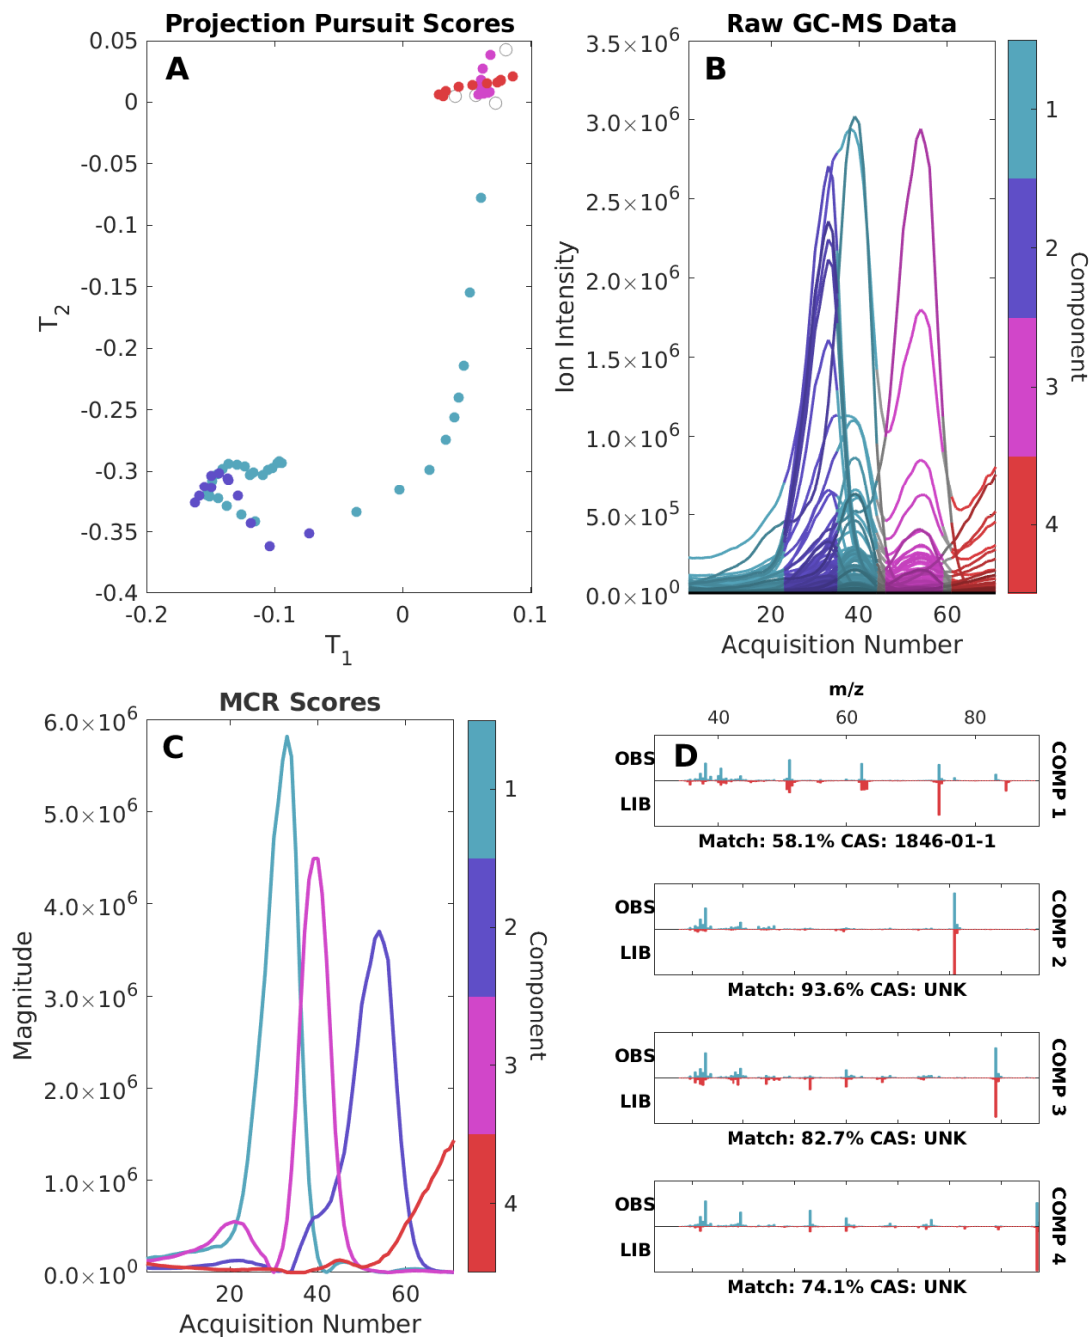 Projection Pursuit Scores
A
0.05
0
-0.05
-0.1
-0.15
-0.2
-0.25
-0.3
-0.35
-0.4
-0.2
-0.1
0
0.1
T2
T1
Raw GC-MS Data
B
3.5×10^6
3.0×10^6
2.5×10^6
2.0×10^6
1.5×10^6
1.0×10^6
5.0×10^5
0.0×10^0
20
40
60
Ion Intensity
Acquisition Number
1
2
3
4
Component
MCR Scores
C
6.0×10^6
5.0×10^6
4.0×10^6
3.0×10^6
2.0×10^6
1.0×10^6
0.0×10^0
20
40
60
Magnitude
Acquisition Number
1
2
3
4
Component
m/z
40
60
80
D
OBS
LIB
COMP 1
Match: 58.1% CAS: 1846-01-1
OBS
LIB
COMP 2
Match: 93.6% CAS: UNK
OBS
LIB
COMP 3
Match: 82.7% CAS: UNK
OBS
LIB
COMP 4
Match: 74.1% CAS: UNK